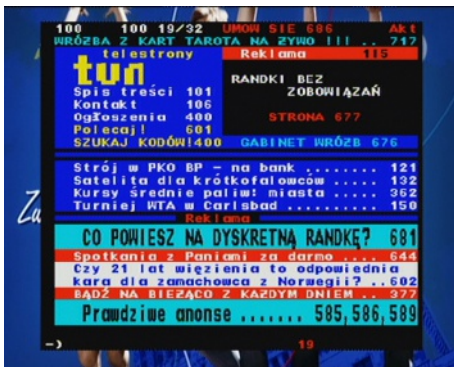 100 100 19/32 UMOW SIE 686 Akt
WRÓŻBA Z KART TAROTA NA ŻYWO !!! .. 717
telestrony
tvn
Reklama 115
RANDKI BEZ
ZOBOWIĄZAŃ
STRONA 677
Spis treści 101
Kontakt 106
Ogłoszenia 400
Polecaj! 601
SZUKAJ KODÓW!400 GABINET WRÓŻB 676
Strój w PKO BP – na bank ........ 121
Satelita dla krótkofalowców ..... 132
Kursy średnie paliw: miasta ..... 362
Turniej WTA w Carlsbad .......... 150
Reklama
CO POWIESZ NA DYSKRETNĄ RANDKĘ? 681
Spotkania z Paniami za darmo .... 644
Czy 21 lat więzienia to odpowiednia
kara dla zamachowca z Norwegii? ..602
BĄDŹ NA BIEŻĄCO Z KAŻDYM DNIEM .. 377
Prawdziwe anonse ....... 585,586,589
–) 19
Zu